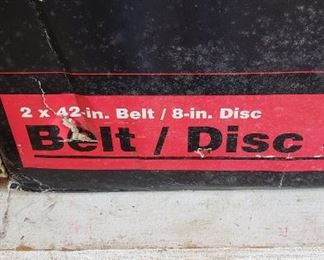 2 x 42-in. Belt / 8-in. Disc
Belt / Disc